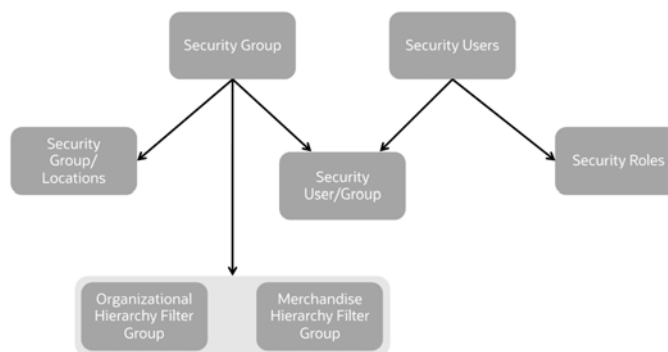 Security Group
Security Users
Security
Group/
Locations
Security
User/Group
Security Roles
Organizational
Hierarchy Filter
Group
Merchandise
Hierarchy Filter
Group